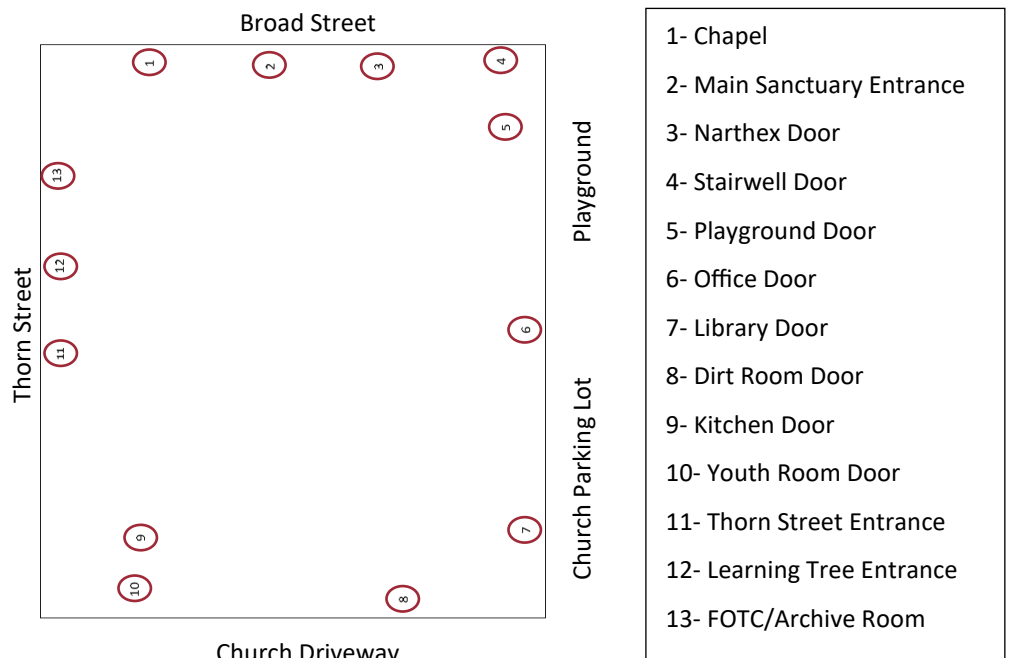 Broad Street
1
2
3
4
5
13
Playground
12
Thorn Street
6
11
Church Parking Lot
9
7
10
8
Church Driveway
1- Chapel
2- Main Sanctuary Entrance
3- Narthex Door
4- Stairwell Door
5- Playground Door
6- Office Door
7- Library Door
8- Dirt Room Door
9- Kitchen Door
10- Youth Room Door
11- Thorn Street Entrance
12- Learning Tree Entrance
13- FOTC/Archive Room